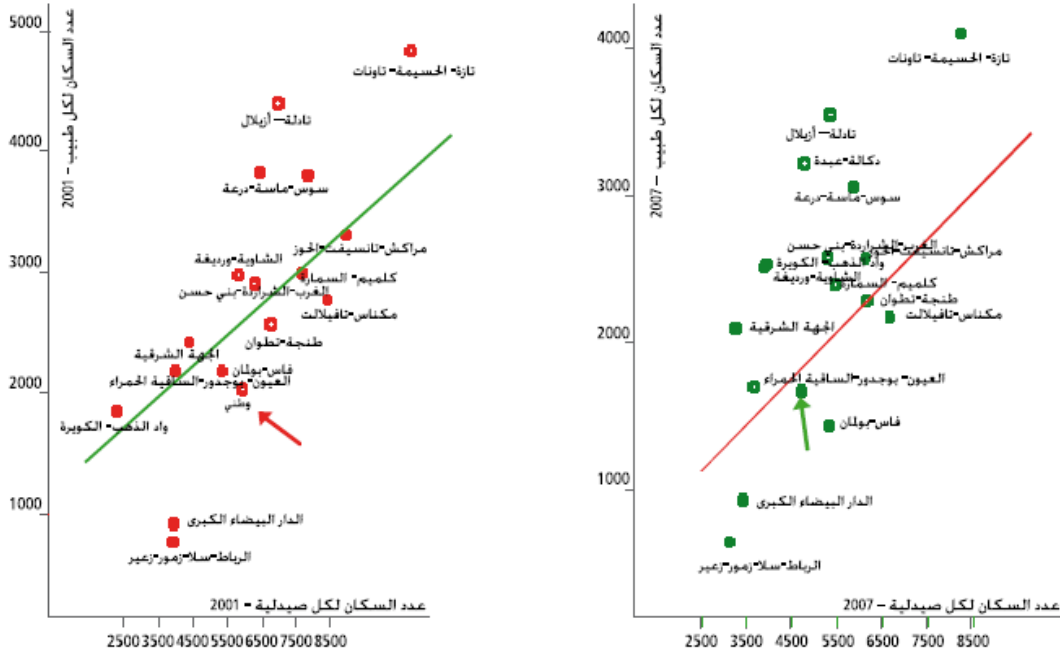 5000
4000
3000
2000
1000
عدد السكان لكل طبيب - 2001
تازة- الحسيمة- تاونات
تادلة- أزيلال
سوس-ماسة-درعة
مراكش-تانسيفت-الحوز
الشاوية-ورديغة
كلميم- السمارة
الغرب-الشراردة-بني حسن
مكناس-تافيلالت
طنجة-تطوان
الجهة الشرقية
فاس-بولمان
العيون-بوجدور-الساقية الحمراء
وطني
واد الذهب- الكويرة
الدار البيضاء الكبرى
الرباط-سلا-زمور-زعير
عدد السكان لكل صيدلية - 2001
2500 3500 4500 5500 6500 7500 8500
4000
3000
2000
1000
عدد السكان لكل طبيب - 2007
تازة- الحسيمة- تاونات
تادلة- أزيلال
دكالة-عبدة
سوس-ماسة-درعة
الغرب-الشراردة-بني حسن
مراكش-تانسيفت-الحوز
واد الذهب- الكويرة
الشاوية-ورديغة
كلميم- السمارة
طنجة-تطوان
مكناس-تافيلالت
الجهة الشرقية
العيون- بوجدور-الساقية الحمراء
فاس-بولمان
الدار البيضاء الكبرى
الرباط-سلا-زمور-زعير
عدد السكان لكل صيدلية - 2007
2500 3500 4500 5500 6500 7500 8500